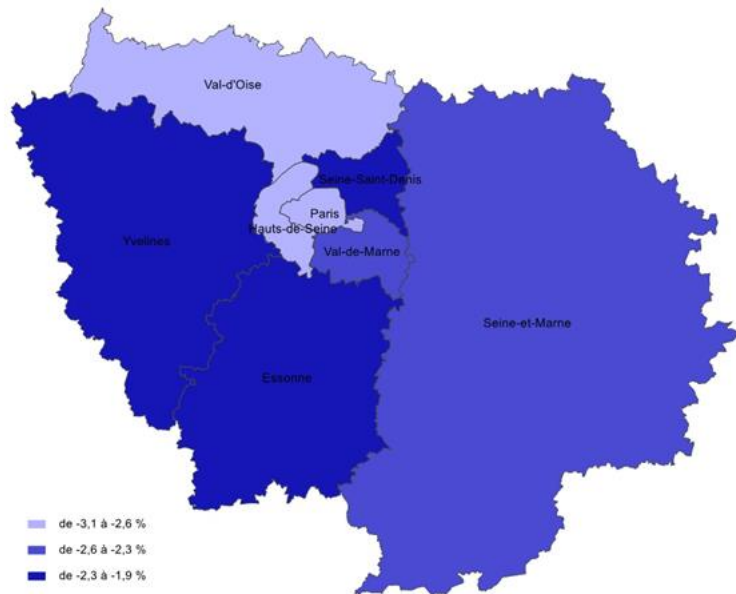 Val-d'Oise
Seine-Saint-Denis
Paris
Hauts-de-Seine
Yvelines
Val-de-Marne
Seine-et-Marne
Essonne
de -3,1 à -2,6 %
de -2,6 à -2,3 %
de -2,3 à -1,9 %